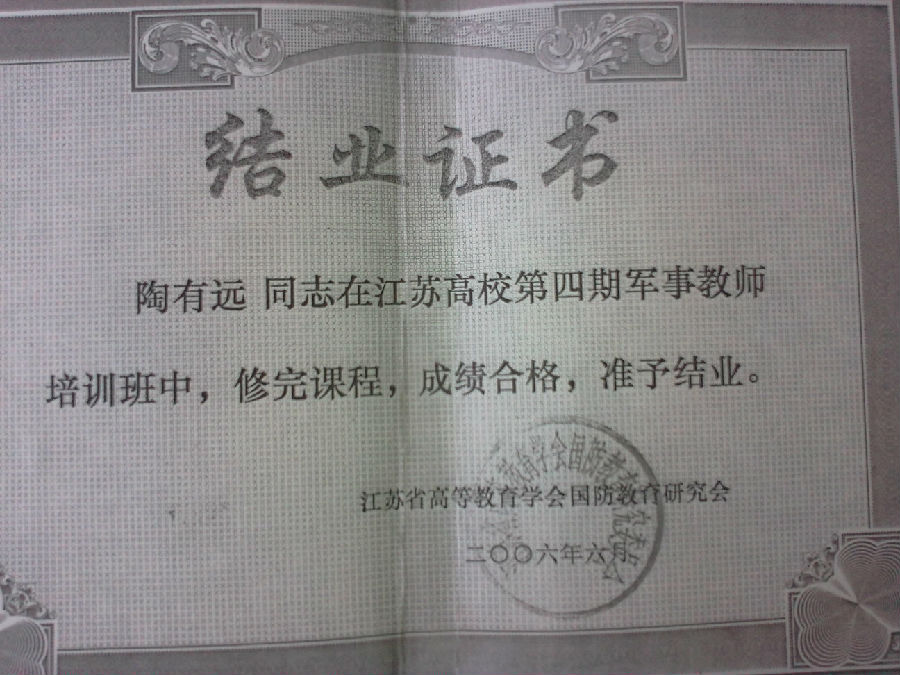 结业证书
陶有远 同志在江苏高校第四期军事教师
培训班中，修完课程，成绩合格，准予结业。
江苏省高等教育学会国防教育研究会
二〇〇六年六月